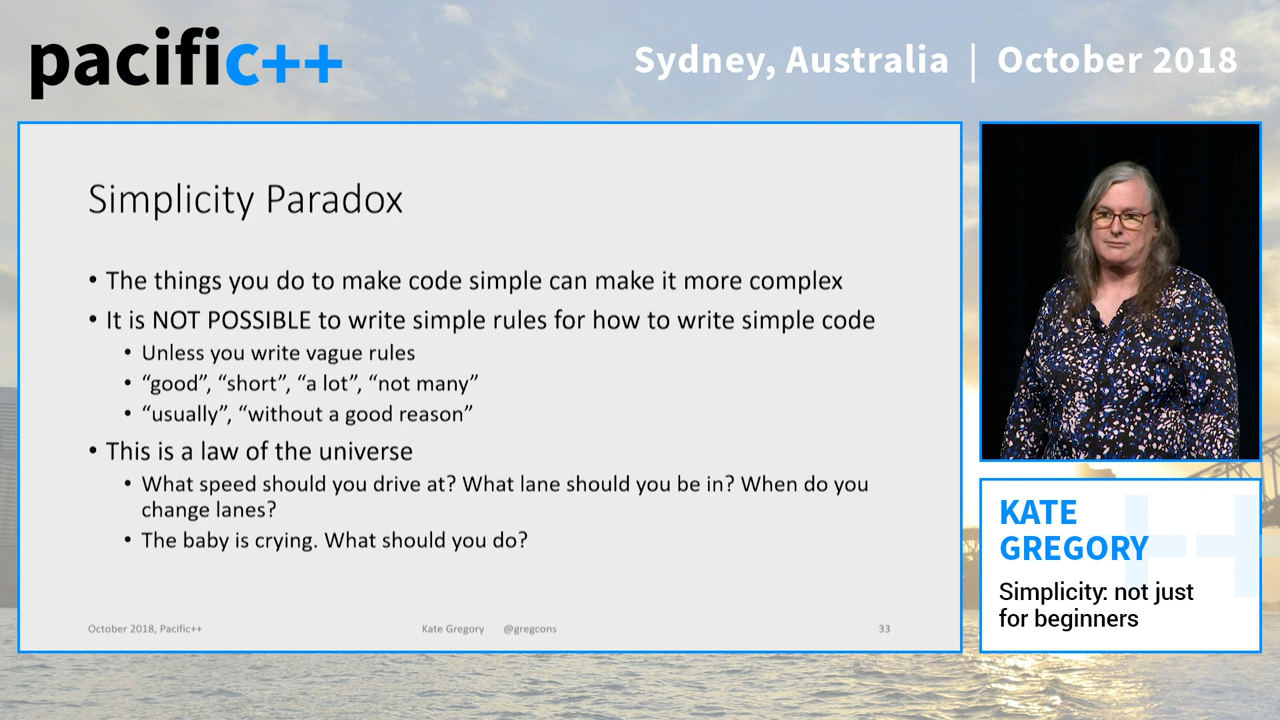 pacific++
Sydney, Australia | October 2018
Simplicity Paradox
• The things you do to make code simple can make it more complex
• It is NOT POSSIBLE to write simple rules for how to write simple code
• Unless you write vague rules
• “good”, “short”, “a lot”, “not many”
• “usually”, “without a good reason”
• This is a law of the universe
• What speed should you drive at? What lane should you be in? When do you
change lanes?
• The baby is crying. What should you do?
October 2018, Pacific++
Kate Gregory @gregcons
33
KATE
GREGORY
Simplicity: not just
for beginners